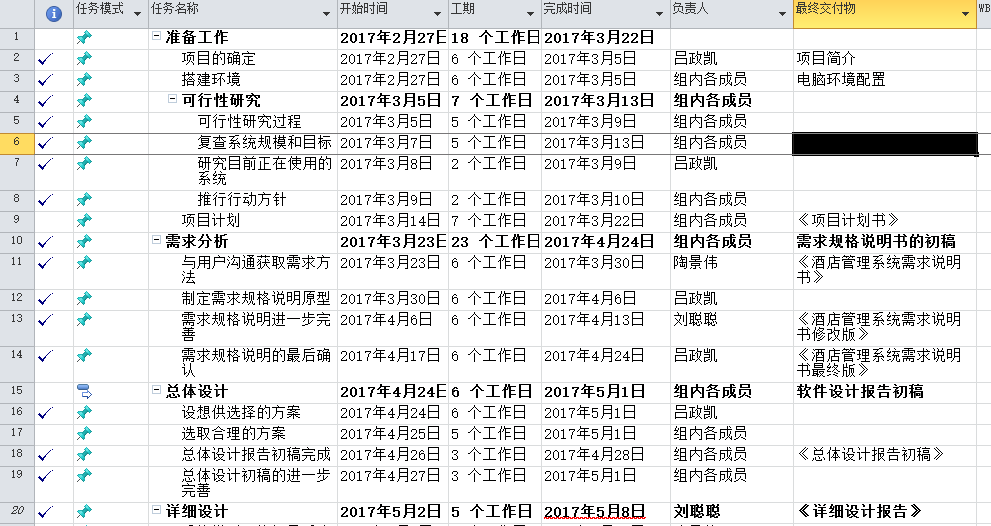 任务模式 任务名称 开始时间 工期 完成时间 负责人 最终交付物 WB
1 准备工作 2017年2月27日 18 个工作日 2017年3月22日
2 项目的确定 2017年2月27日 6 个工作日 2017年3月5日 吕政凯 项目简介
3 搭建环境 2017年2月27日 6 个工作日 2017年3月5日 组内各成员 电脑环境配置
4 可行性研究 2017年3月5日 7 个工作日 2017年3月13日 组内各成员
5 可行性研究过程 2017年3月5日 5 个工作日 2017年3月9日 组内各成员
6 复查系统规模和目标 2017年3月7日 5 个工作日 2017年3月13日 组内各成员
7 研究目前正在使用的 2017年3月8日 2 个工作日 2017年3月9日 吕政凯
系统
8 推行行动方针 2017年3月9日 2 个工作日 2017年3月10日 组内各成员
9 项目计划 2017年3月14日 7 个工作日 2017年3月22日 组内各成员 《项目计划书》
10 需求分析 2017年3月23日 23 个工作日 2017年4月24日 组内各成员 需求规格说明书的初稿
11 与用户沟通获取需求方 2017年3月23日 6 个工作日 2017年3月30日 陶景伟 《酒店管理系统需求说明
法 书》
12 制定需求规格说明原型 2017年3月30日 6 个工作日 2017年4月6日 吕政凯
13 需求规格说明进一步完 2017年4月6日 6 个工作日 2017年4月13日 刘聪聪 《酒店管理系统需求说明
善 书修改版》
14 需求规格说明的最后确 2017年4月17日 6 个工作日 2017年4月24日 吕政凯 《酒店管理系统需求说明
认 书最终版》
15 总体设计 2017年4月24日 6 个工作日 2017年5月1日 组内各成员 软件设计报告初稿
16 设想供选择的方案 2017年4月24日 6 个工作日 2017年5月1日 吕政凯
17 选取合理的方案 2017年4月25日 5 个工作日 2017年5月1日 组内各成员
18 总体设计报告初稿完成 2017年4月26日 3 个工作日 2017年4月28日 组内各成员 《总体设计报告初稿》
19 总体设计初稿的进一步 2017年4月27日 3 个工作日 2017年5月1日 组内各成员
完善
20 详细设计 2017年5月2日 5 个工作日 2017年5月8日 刘聪聪 《详细设计报告》